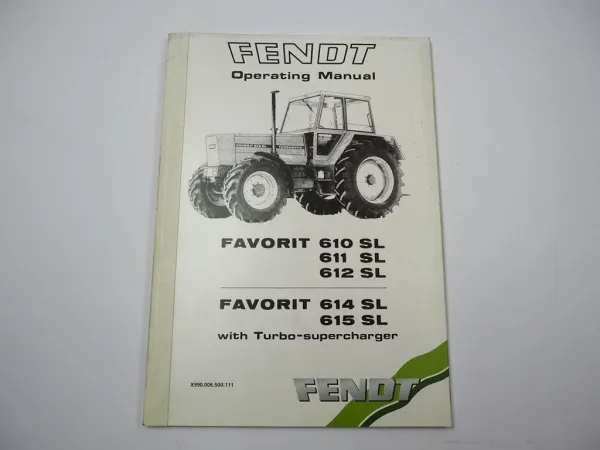 FENDT
Operating Manual
FAVORIT 610 SL
611 SL
612 SL
FAVORIT 614 SL
615 SL
with Turbo-supercharger
X990.006.500.111
FENDT